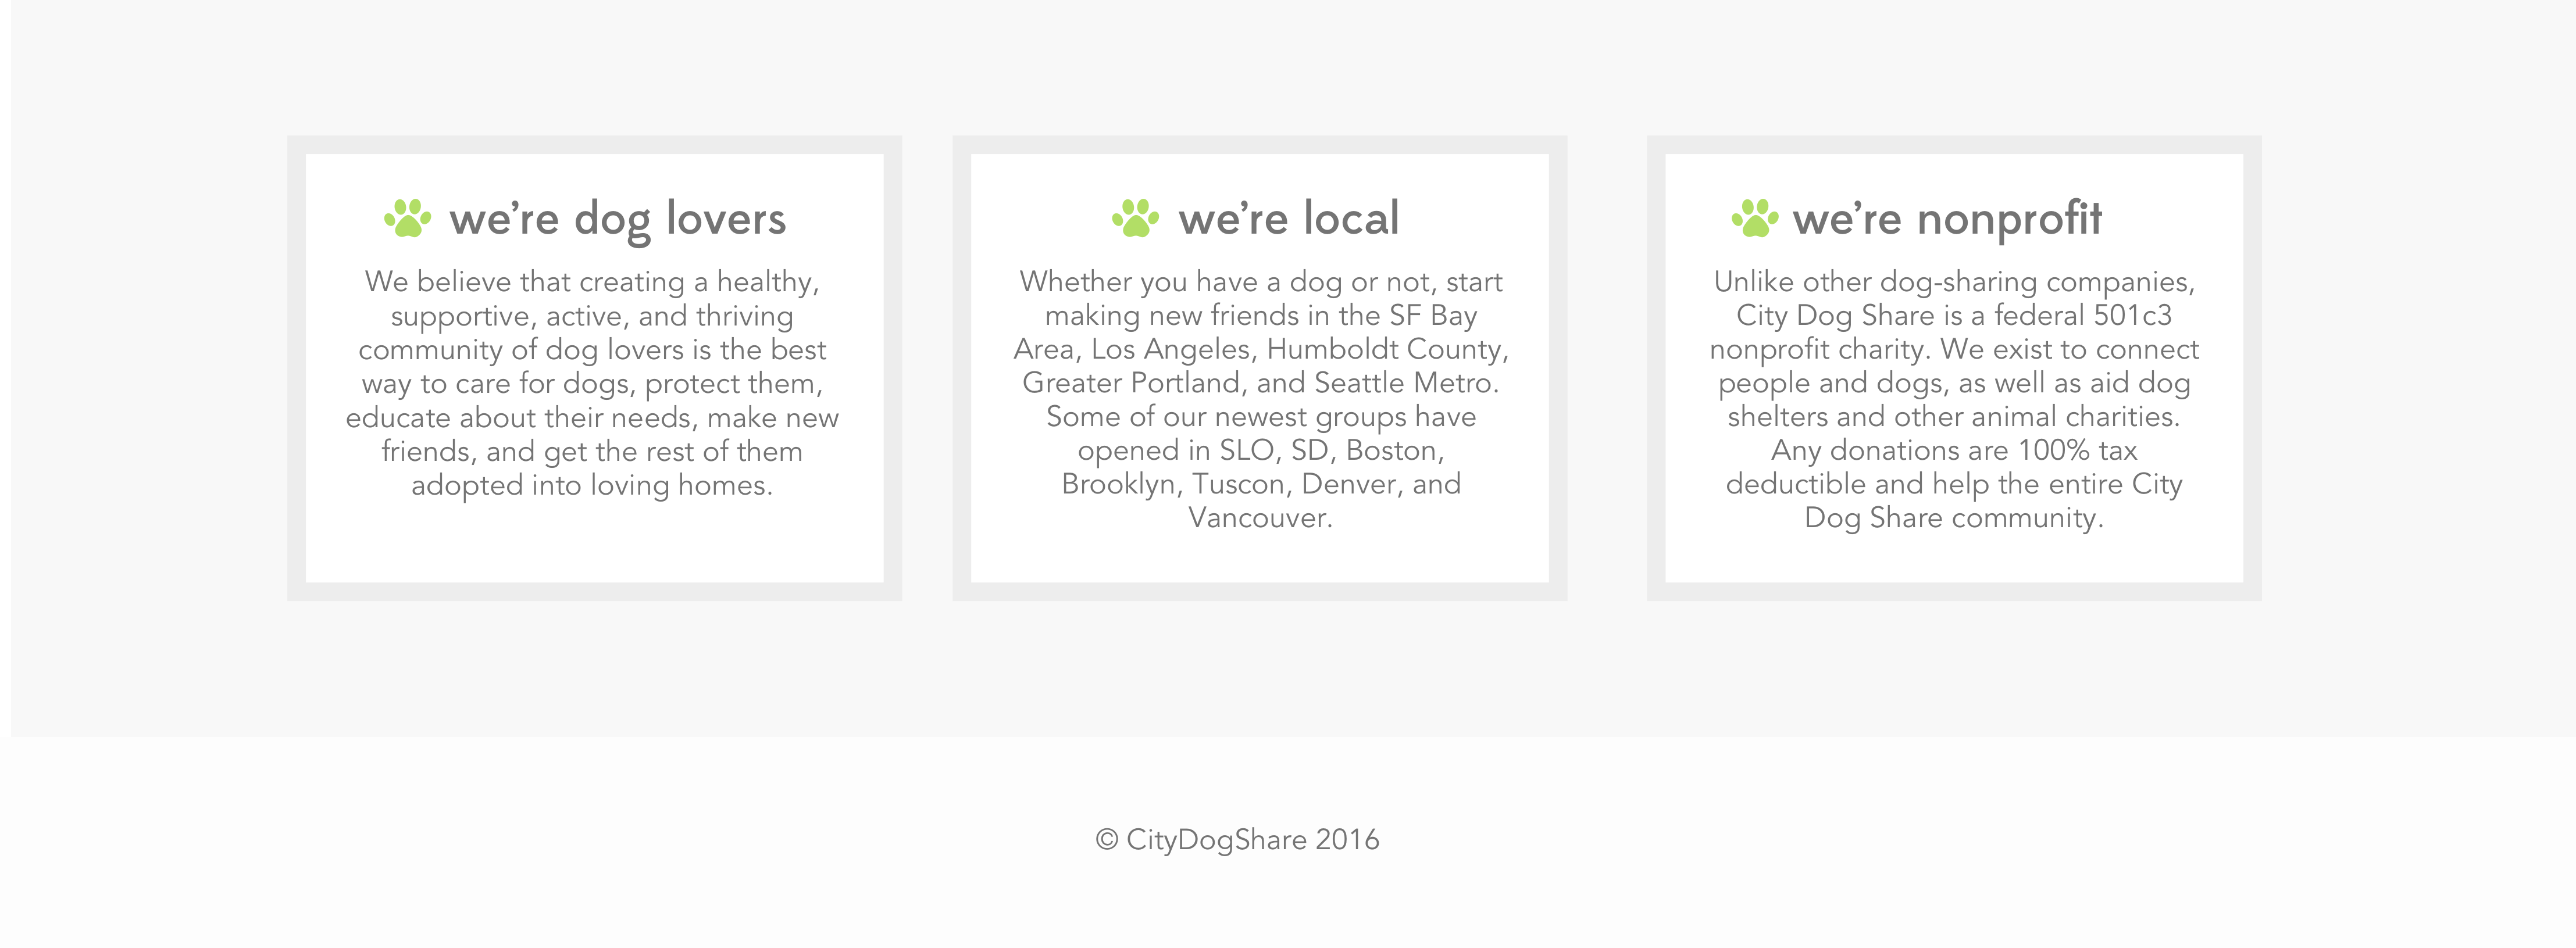 we’re dog lovers
We believe that creating a healthy,
supportive, active, and thriving
community of dog lovers is the best
way to care for dogs, protect them,
educate about their needs, make new
friends, and get the rest of them
adopted into loving homes.
we’re local
Whether you have a dog or not, start
making new friends in the SF Bay
Area, Los Angeles, Humboldt County,
Greater Portland, and Seattle Metro.
Some of our newest groups have
opened in SLO, SD, Boston,
Brooklyn, Tuscon, Denver, and
Vancouver.
we’re nonprofit
Unlike other dog-sharing companies,
City Dog Share is a federal 501c3
nonprofit charity. We exist to connect
people and dogs, as well as aid dog
shelters and other animal charities.
Any donations are 100% tax
deductible and help the entire City
Dog Share community.
© CityDogShare 2016